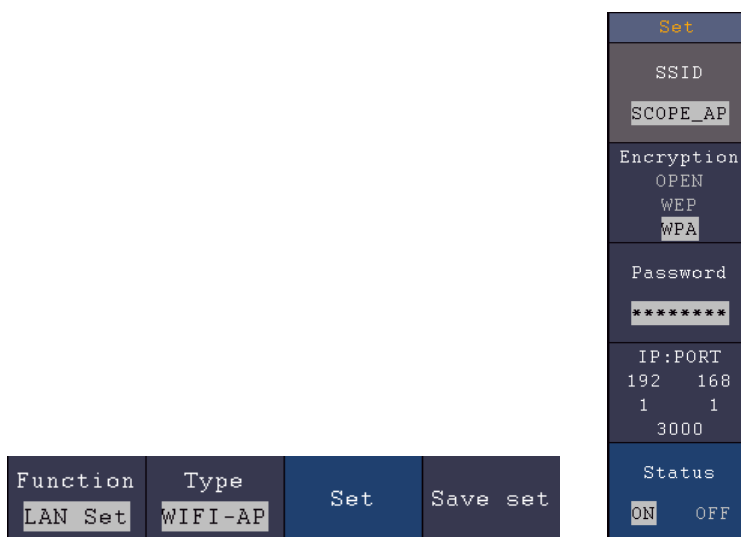 Set
SSID
SCOPE_AP
Encryption
OPEN
WEP
WPA
Password
********
IP:PORT
192 168
1 1
3000
Status
ON OFF
Function
LAN Set
Type
WIFI-AP
Set
Save set